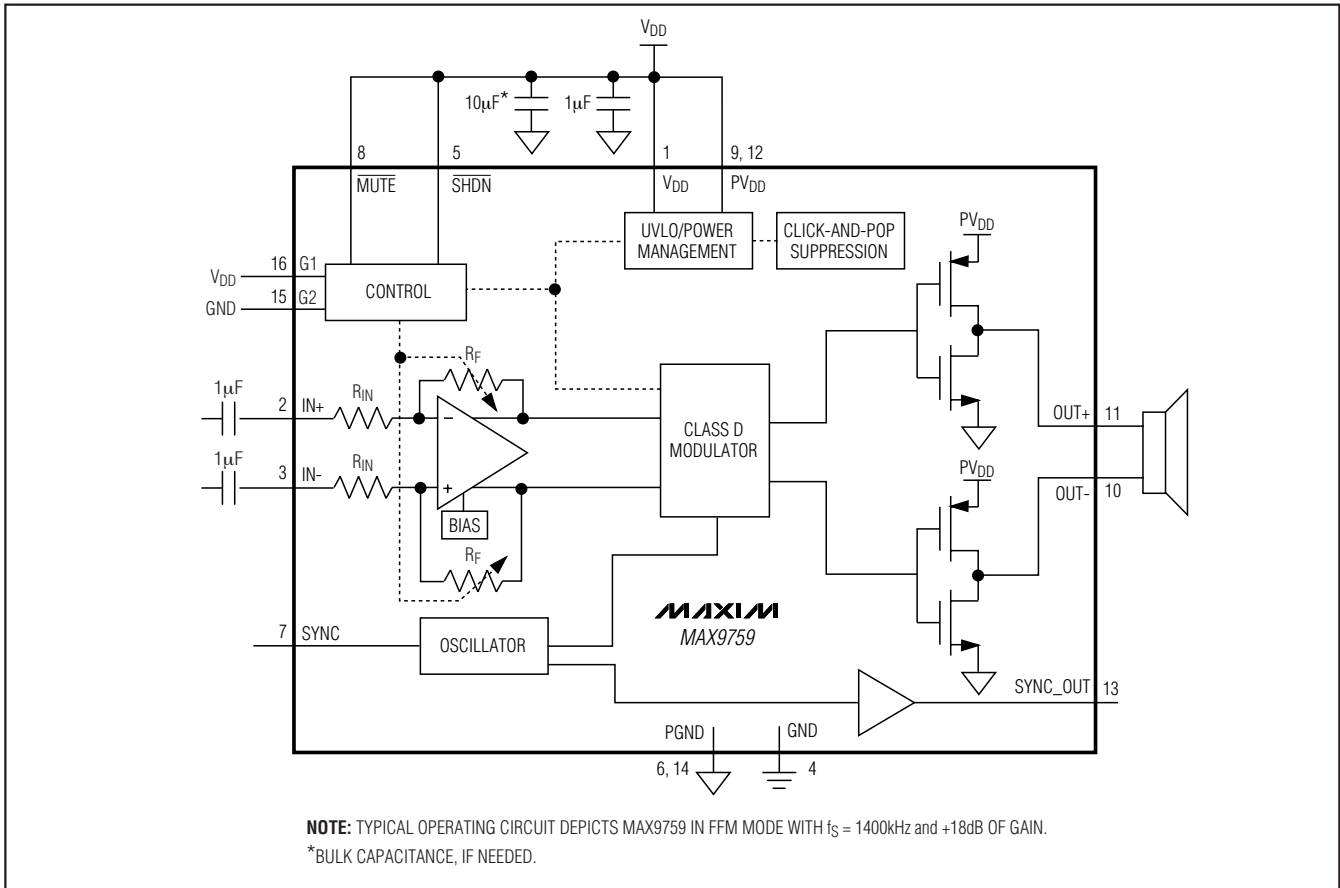 VDD
10µF*
1µF
8
5
1
9, 12
MUTE
SHDN
VDD
PVDD
UVLO/POWER
MANAGEMENT
CLICK-AND-POP
SUPPRESSION
PVDD
VDD
16
G1
GND
15
G2
CONTROL
RF
1µF
2
IN+
RIN
−
CLASS D
MODULATOR
OUT+
11
1µF
3
IN-
RIN
+
BIAS
RF
PVDD
OUT-
10
MAXIM
MAX9759
7
SYNC
OSCILLATOR
SYNC_OUT
13
PGND
GND
6, 14
4
NOTE: TYPICAL OPERATING CIRCUIT DEPICTS MAX9759 IN FFM MODE WITH fS = 1400kHz and +18dB OF GAIN.
*BULK CAPACITANCE, IF NEEDED.